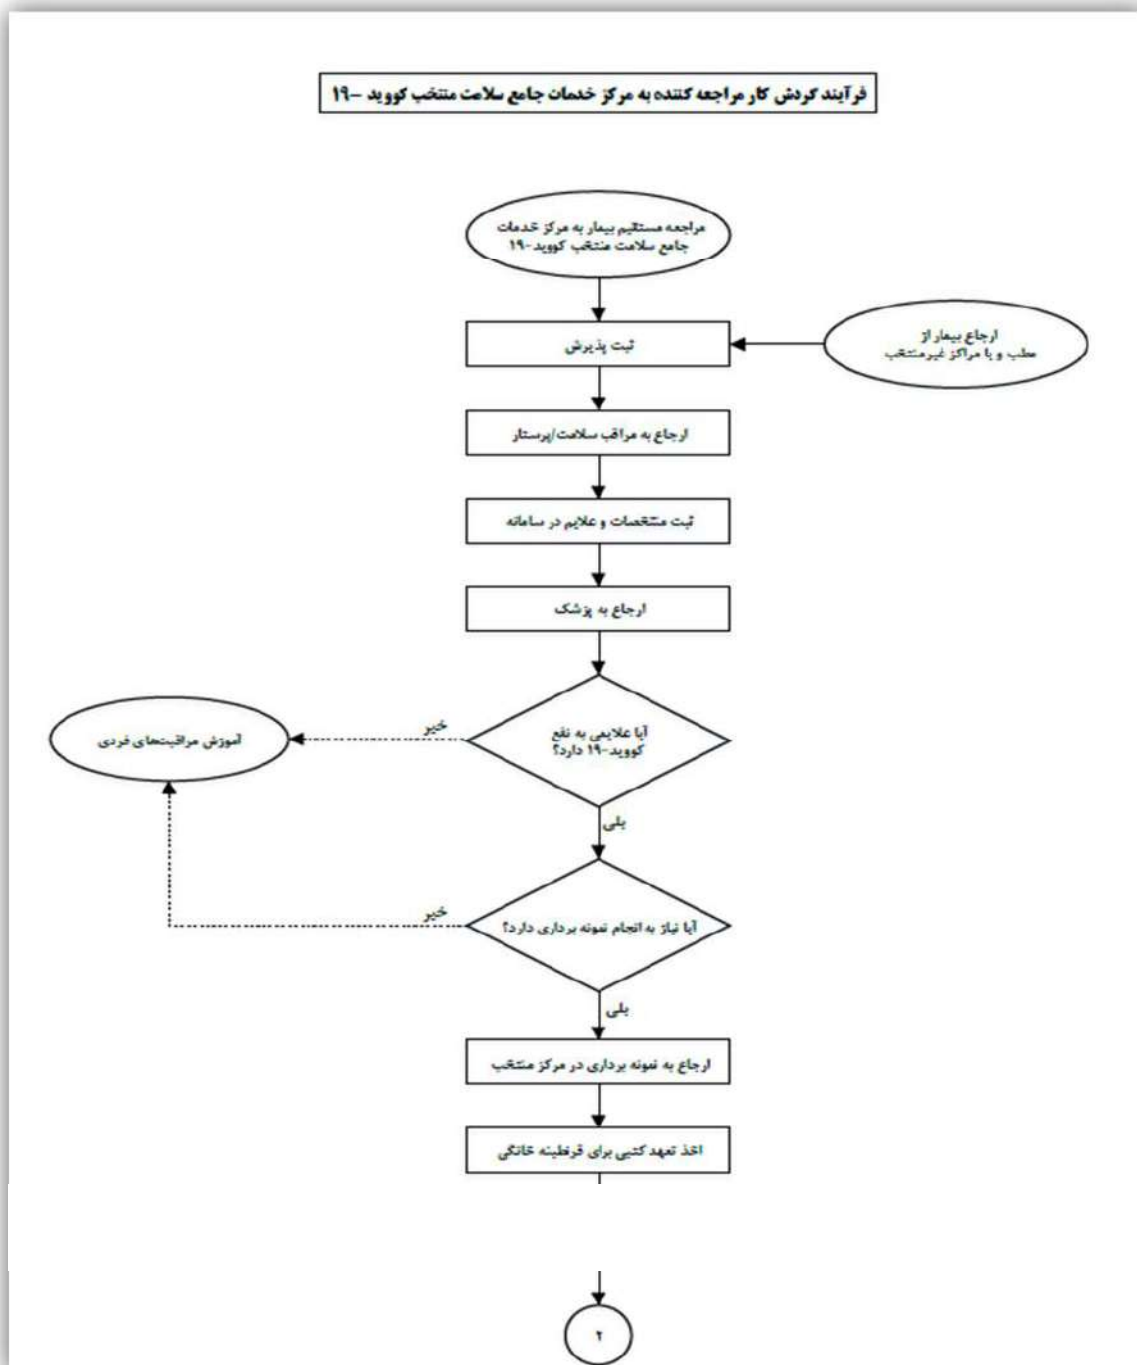 فرآیند گردش کار مراجعه کننده به مرکز خدمات جامع سلامت منتخب کووید -۱۹
مراجعه مستقیم بیمار به مرکز خدمات
جامع سلامت منتخب کووید-۱۹
ارجاع بیمار از
مطب و یا مراکز غیرمنتخب
ثبت پذیرش
ارجاع به مراقب سلامت/پرستار
ثبت مشخصات و علایم در سامانه
ارجاع به پزشک
آیا علایمی به نفع
کووید-۱۹ دارد؟
خیر
آموزش مراقبت‌های فردی
بلی
آیا نیاز به انجام نمونه برداری دارد؟
خیر
بلی
ارجاع به نمونه برداری در مرکز منتخب
اخذ تعهد کتبی برای قرنطینه خانگی
۲